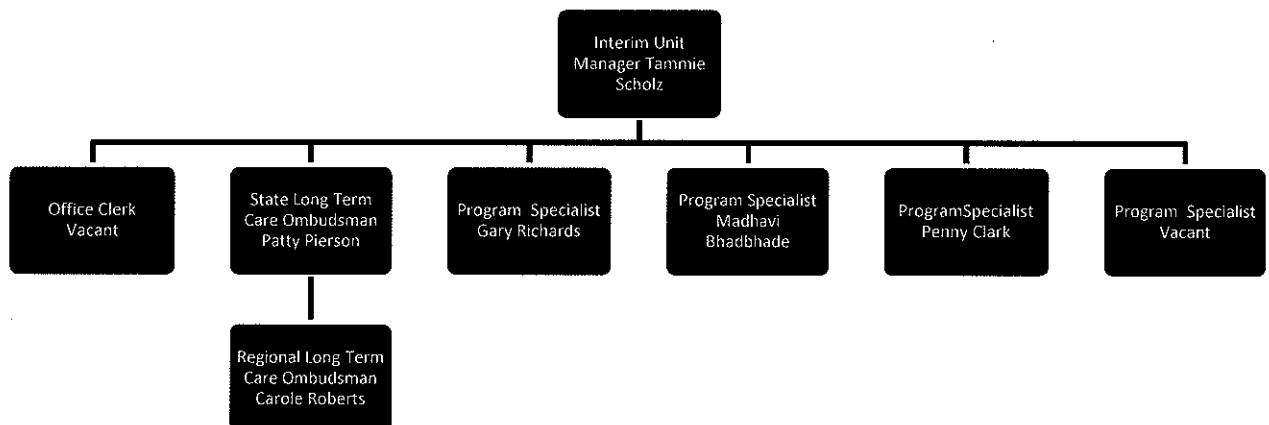 Interim Unit
Manager Tammie
Scholz
Office Clerk
Vacant
State Long Term
Care Ombudsman
Patty Pierson
Program Specialist
Gary Richards
Program Specialist
Madhavi
Bhadbhade
ProgramSpecialist
Penny Clark
Program Specialist
Vacant
Regional Long Term
Care Ombudsman
Carole Roberts